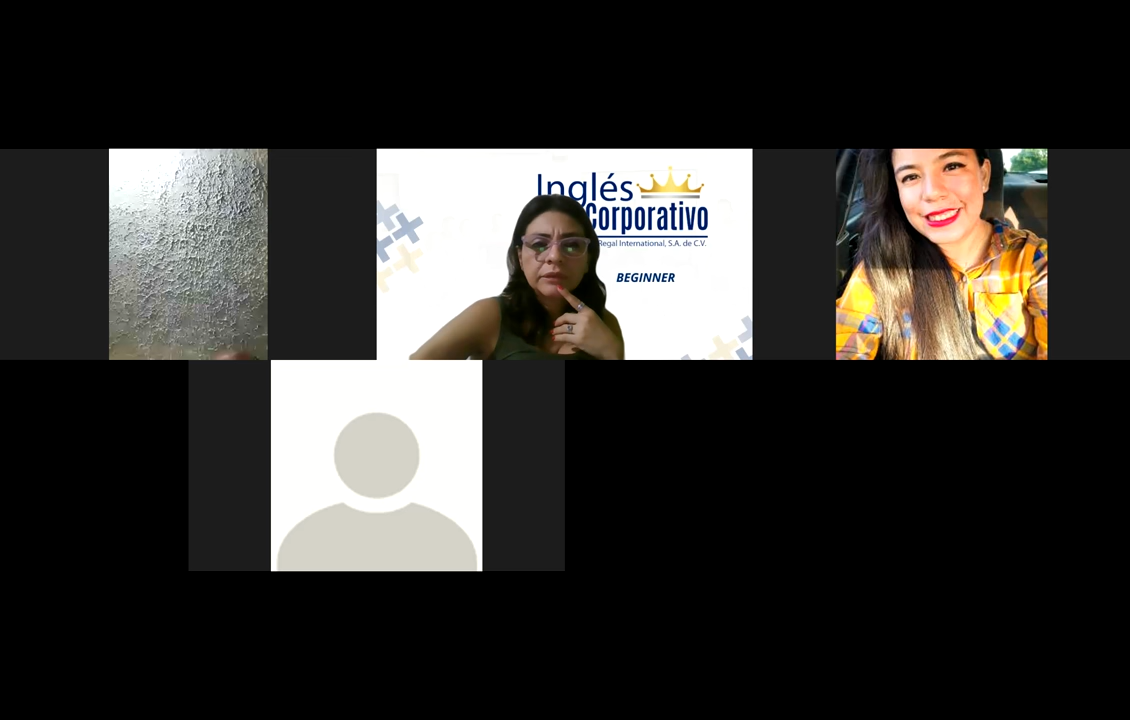 Inglés
Corporativo
Regal International, S.A. de C.V.
BEGINNER